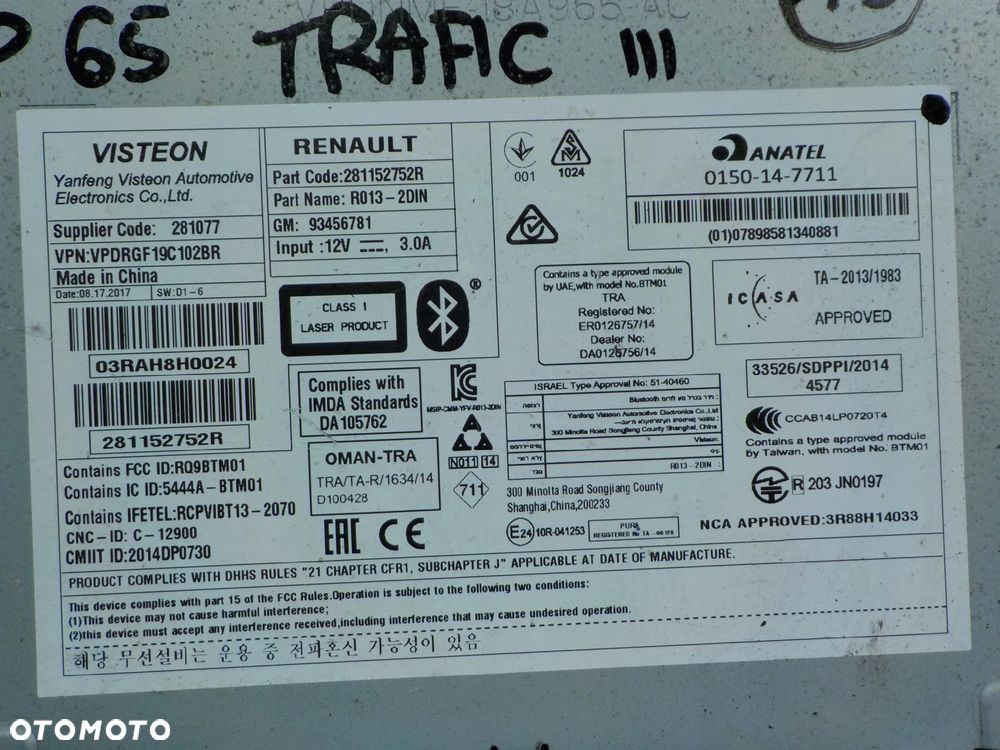 65 TRAFIC III
VISTEON
Yanfeng Visteon Automotive
Electronics Co.,Ltd.
Supplier Code: 281077
VPN:VPDRGF19C102BR
Made in China
Date:08.17.2017 SW:01-6
03RAH8H0024
281152752R
Contains FCC ID:RQ9BTM01
Contains IC ID:5444A-BTM01
Contains IFETEL:RCPVIBT13-2070
CNC-ID: C-12900
CMIIT ID:2014DP0730
RENAULT
Part Code:281152752R
Part Name: R013-2DIN
GM: 93456781
Input :12V 3.0A
CLASS 1
LASER PRODUCT
®
Complies with
IMDA Standards
DA105762
OMAN-TRA
TRA/TA-R/1634/14
D100428
EAC CE
MSIP-CMM-YFV-R013-2DIN
N011 14
711
001
1024
ANATEL
0150-14-7711
(01)07898581340881
Contains a type approved module
by UAE,with model No.BTM01
TRA
Registered No:
ER0126757/14
Dealer No:
DA0126756/14
ICASA
TA-2013/1983
APPROVED
33526/SDPPI/2014
4577
ISRAEL Type Approval No: 51-40460
Bluetooth
Yanfeng Visteon Automotive Electronics Co.,Ltd
300 Minolta Road Songjiang County Shanghai, China
Visteon
R013-2DIN
300 Minolta Road Songjiang County
Shanghai,China,200233
E24 10R-041253
CCAB14LP0720T4
Contains a type approved module
by Taiwan, with model No. BTM01
R 203 JN0197
NCA APPROVED:3R88H14033
PRODUCT COMPLIES WITH DHHS RULES "21 CHAPTER CFR1, SUBCHAPTER J" APPLICABLE AT DATE OF MANUFACTURE.
This device complies with part 15 of the FCC Rules.Operation is subject to the following two conditions:
(1)This device may not cause harmful interference;
(2)this device must accept any interference received,including interference that may cause undesired operation.
해당 무선설비는 운용 중 전파혼신 가능성이 있음
OTOMOTO